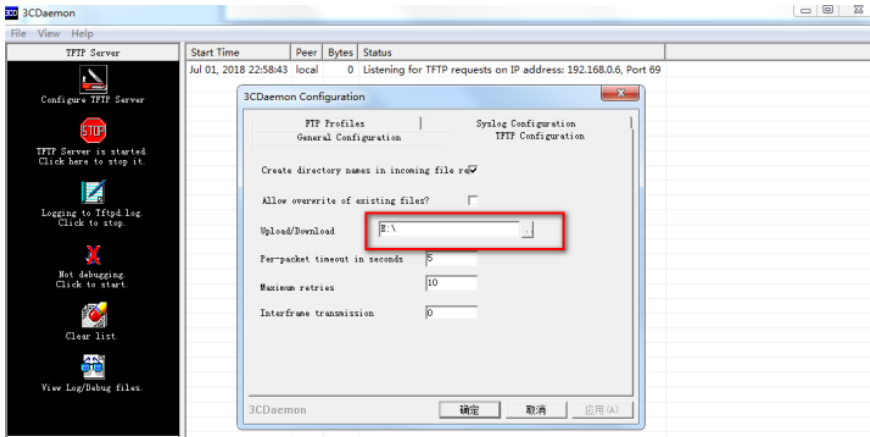 3CD 3CDaemon
File View Help
TFTP Server
Start Time Peer Bytes Status
Jul 01, 2018 22:58:43 local 0 Listening for TFTP requests on IP address: 192.168.0.6, Port 69
Configure TFTP Server
STOP
TFTP Server is started.
Click here to stop it.
Logging to Tftpd.log.
Click to stop.
Not debugging.
Click to start.
Clear list.
View Log/Debug files.
3CDaemon Configuration
FTP Profiles Syslog Configuration
General Configuration TFTP Configuration
Create directory names in incoming file re
Allow overwrite of existing files?
Upload/Download E:\ ..
Per-packet timeout in seconds 5
Maximum retries 10
Interframe transmission 0
3CDaemon 确定 取消 应用(A)